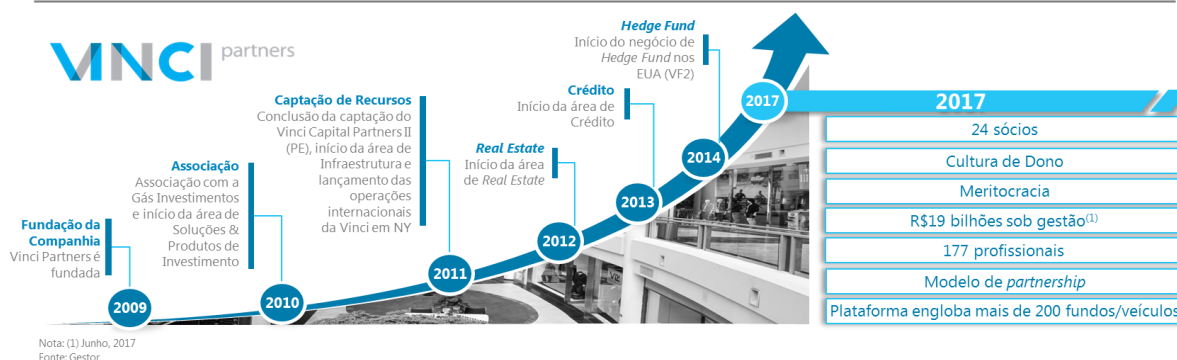 VINCI partners
Fundação da
Companhia
Vinci Partners é
fundada
2009
Associação
Associação com a
Gás Investimentos
e início da área de
Soluções &
Produtos de
Investimento
2010
Captação de Recursos
Conclusão da captação do
Vinci Capital Partners II
(PE), início da área de
Infraestrutura e
lançamento das
operações
internacionais
da Vinci em NY
2011
Real Estate
Início da área
de Real Estate
2012
Crédito
Início da área de
Crédito
2013
Hedge Fund
Início do negócio de
Hedge Fund nos
EUA (VF2)
2014
2017
2017
24 sócios
Cultura de Dono
Meritocracia
R$19 bilhões sob gestão(1)
177 profissionais
Modelo de partnership
Plataforma engloba mais de 200 fundos/veículos
Nota: (1) Junho, 2017
Fonte: Gestor